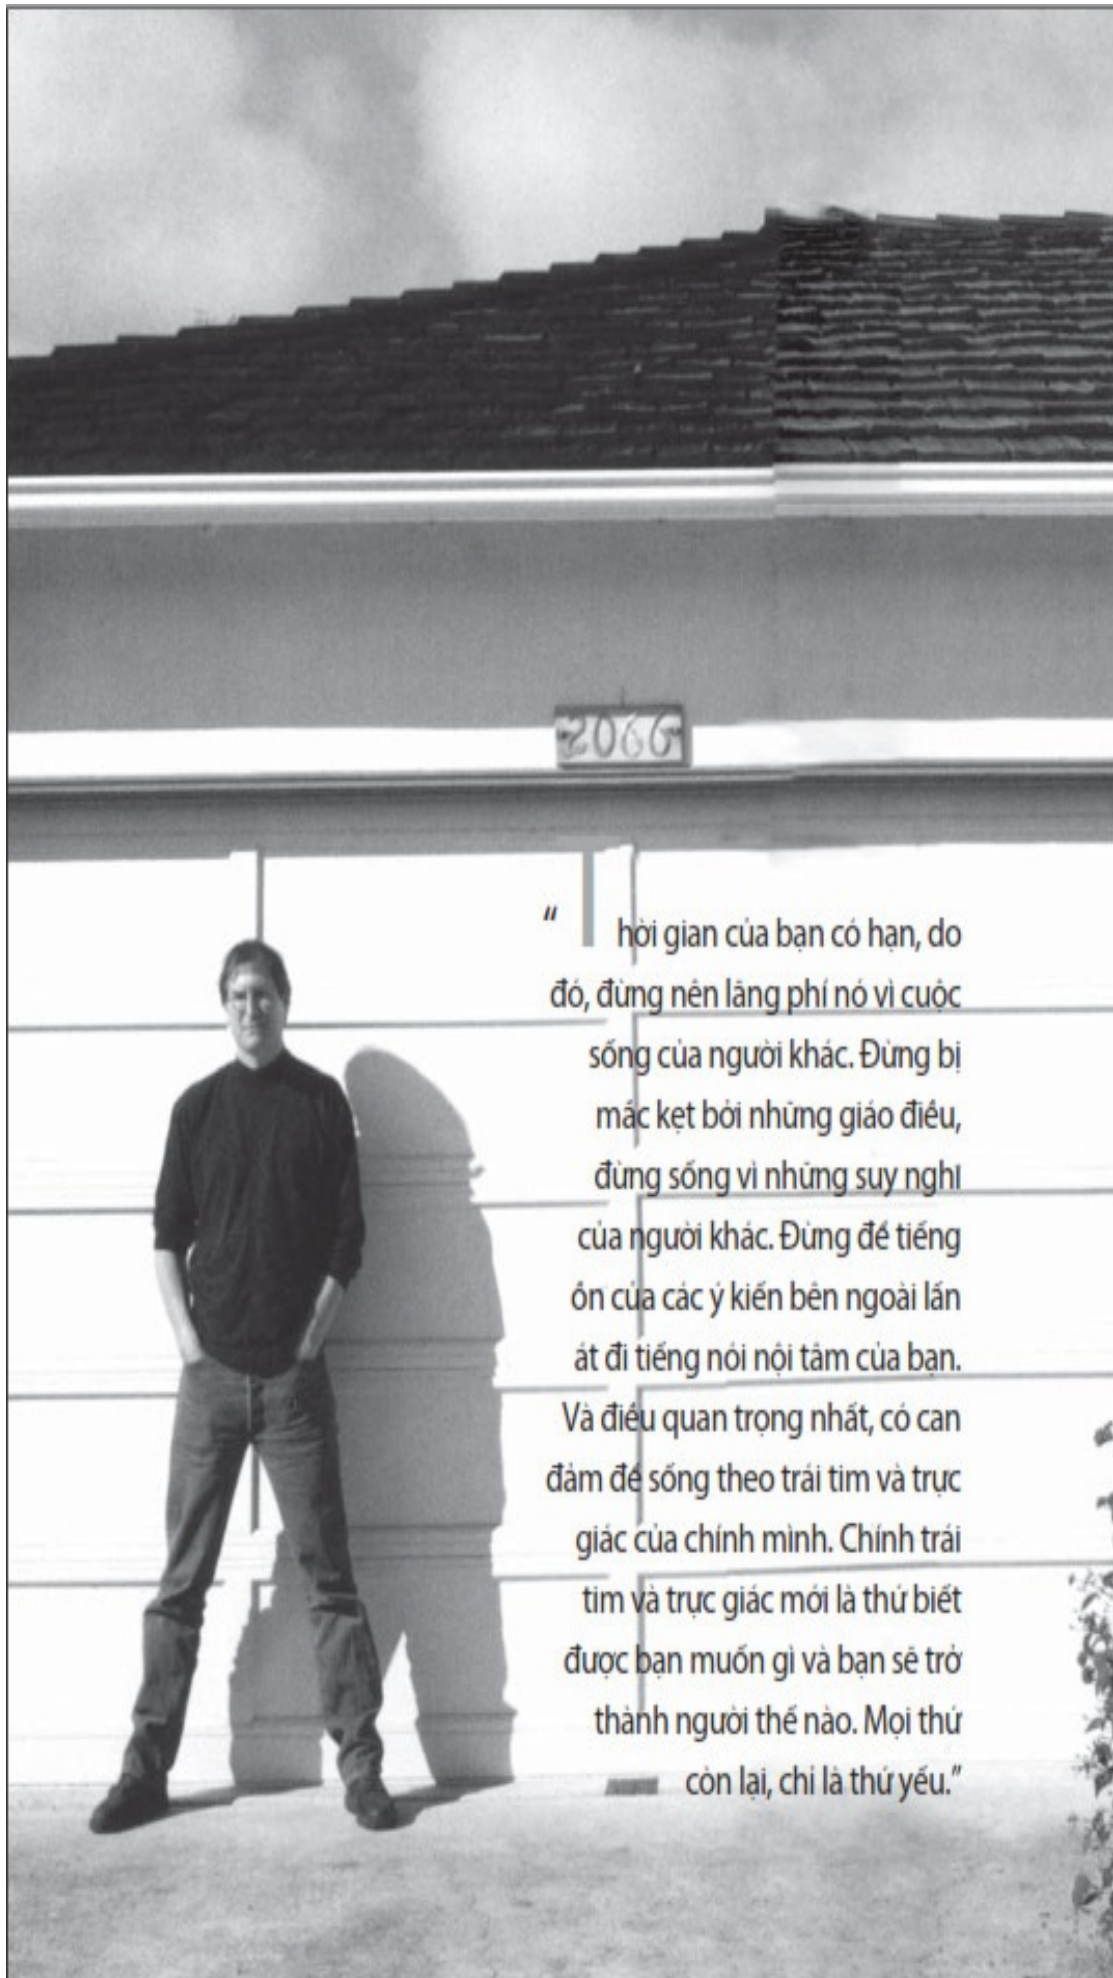 2066
“Thời gian của bạn có hạn, do
đó, đừng nên lãng phí nó vì cuộc
sống của người khác. Đừng bị
mắc kẹt bởi những giáo điều,
đừng sống vì những suy nghĩ
của người khác. Đừng để tiếng
ồn của các ý kiến bên ngoài lấn
át đi tiếng nói nội tâm của bạn.
Và điều quan trọng nhất, có can
đảm để sống theo trái tim và trực
giác của chính mình. Chính trái
tim và trực giác mới là thứ biết
được bạn muốn gì và bạn sẽ trở
thành người thế nào. Mọi thứ
còn lại, chỉ là thứ yếu.”